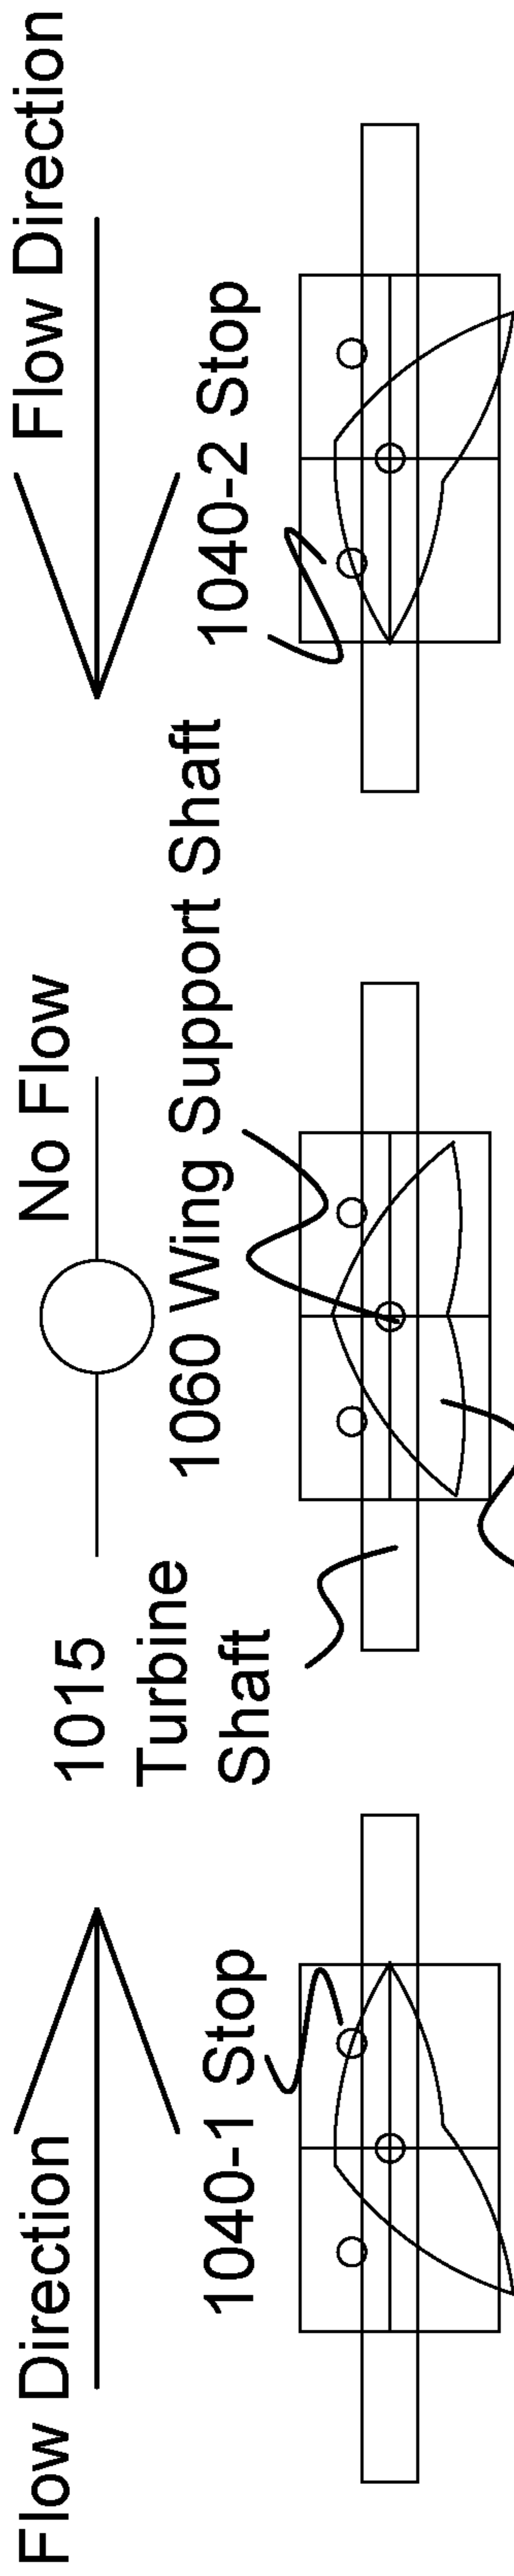 Flow Direction
No Flow
Flow Direction
1015
Turbine
Shaft
1060 Wing Support Shaft
1040-1 Stop
1040-2 Stop